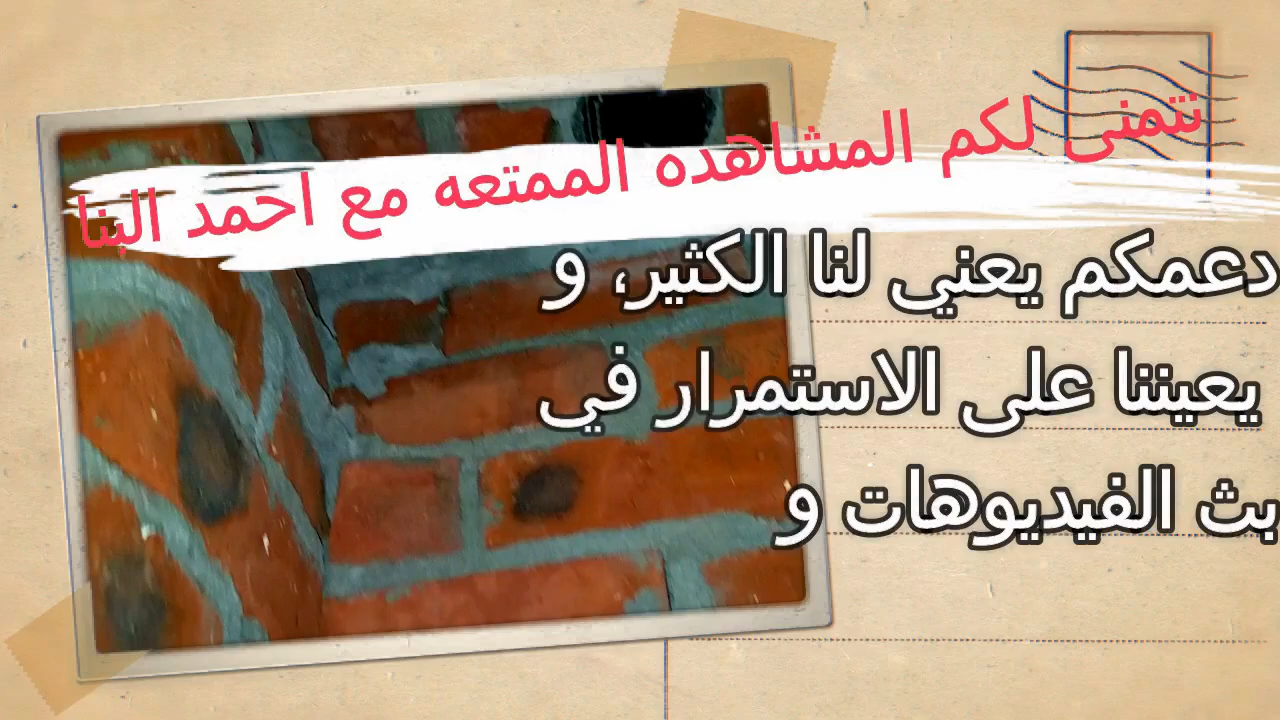 نتمنى لكم المشاهده الممتعه مع احمد البنا
دعمكم يعني لنا الكثير، و
يعيننا على الاستمرار في
بث الفيديوهات و